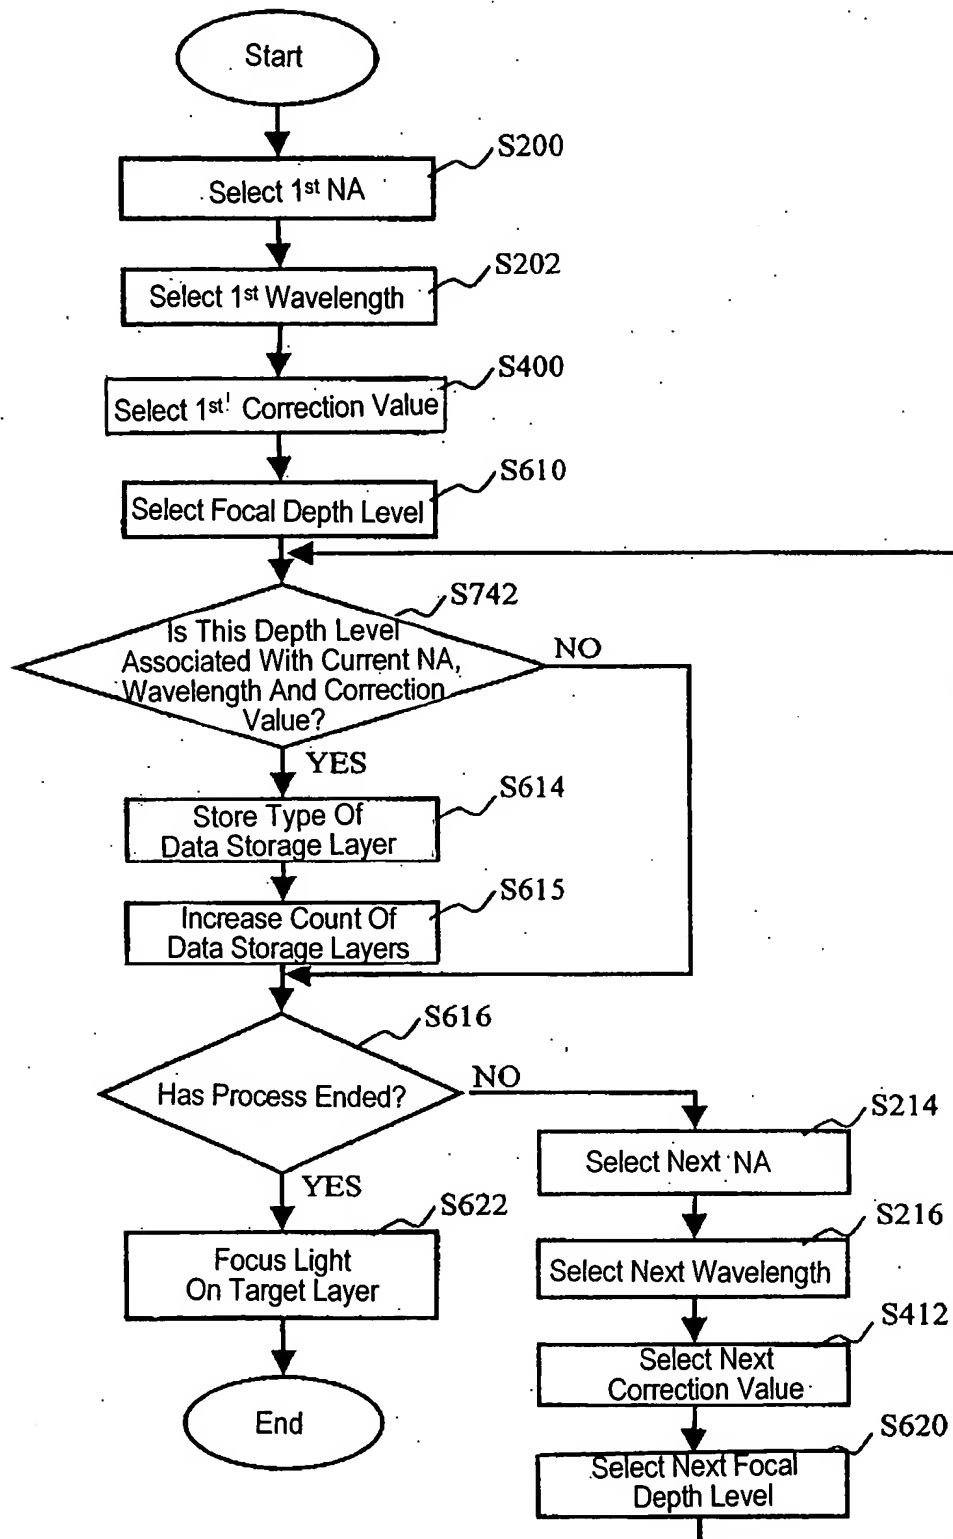 Start
S200
Select 1st NA
S202
Select 1st Wavelength
S400
Select 1st Correction Value
S610
Select Focal Depth Level
S742
Is This Depth Level
Associated With Current NA,
Wavelength And Correction
Value?
NO
YES
S614
Store Type Of
Data Storage Layer
S615
Increase Count Of
Data Storage Layers
S616
Has Process Ended?
NO
YES
S214
Select Next NA
S216
Select Next Wavelength
S412
Select Next
Correction Value
S620
Select Next Focal
Depth Level
S622
Focus Light
On Target Layer
End